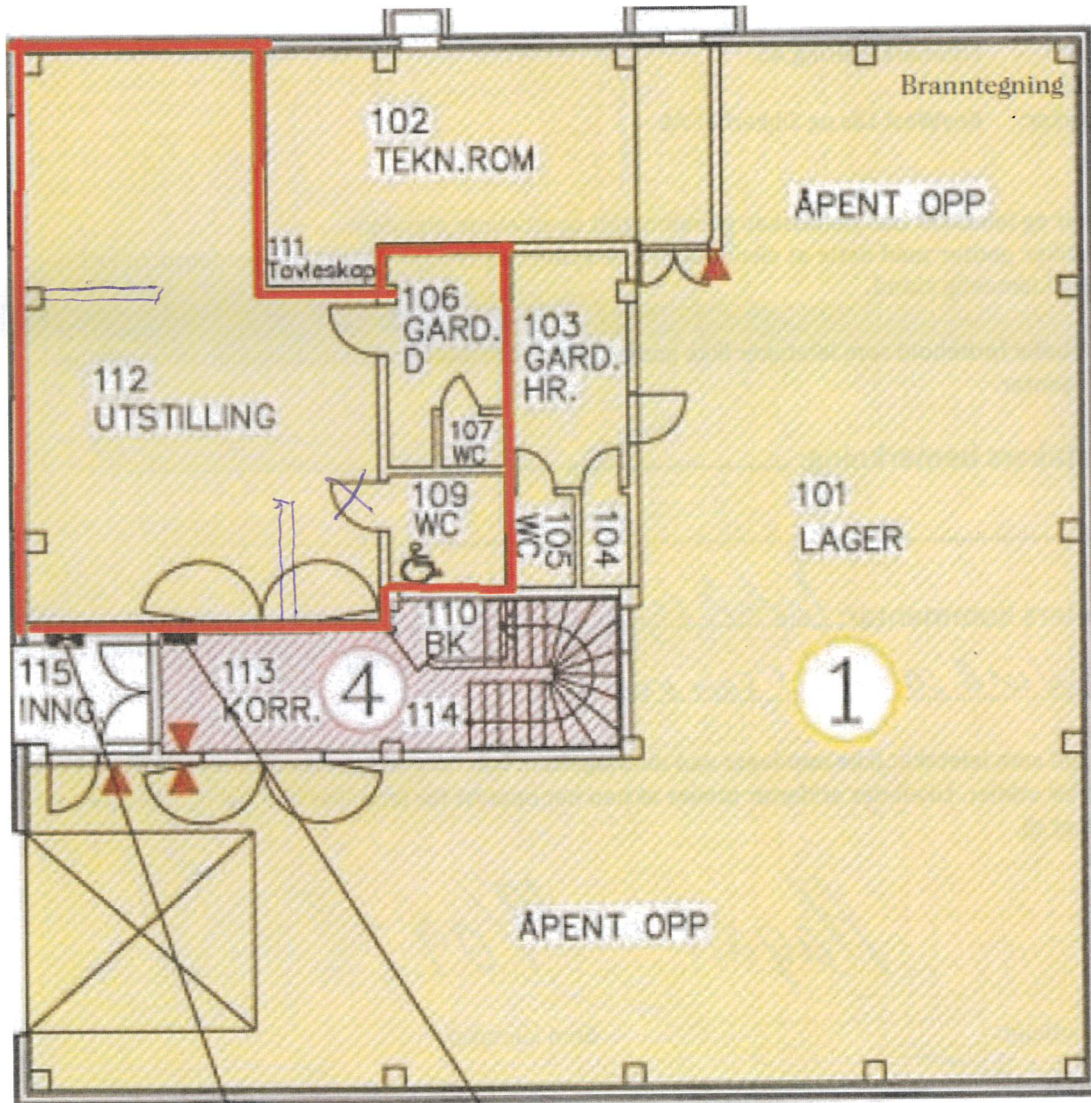 Branntegning 1
102
TEKN.ROM
ÅPENT OPP
111
Tavleskap
106
GARD.
D
103
GARD.
HR.
112
UTSTILLING
107
WC
109
WC
105
WC
104
101
LAGER
110
BK
115
INNG.
113
KORR.
4
114
1
ÅPENT OPP